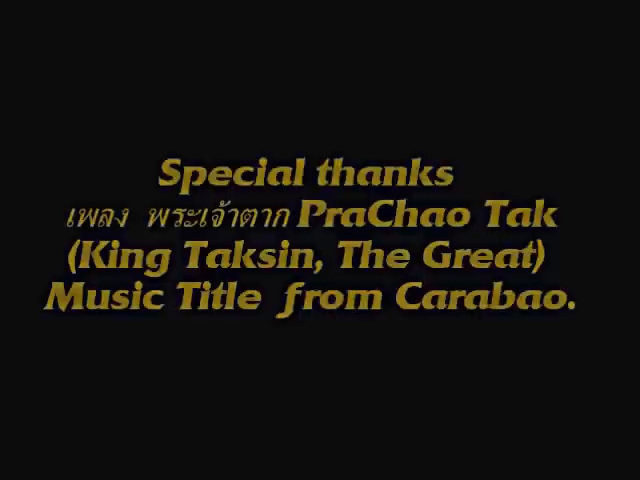 Special thanks
เพลง พระเจ้าตาก PraChao Tak
(King Taksin, The Great)
Music Title from Carabao.